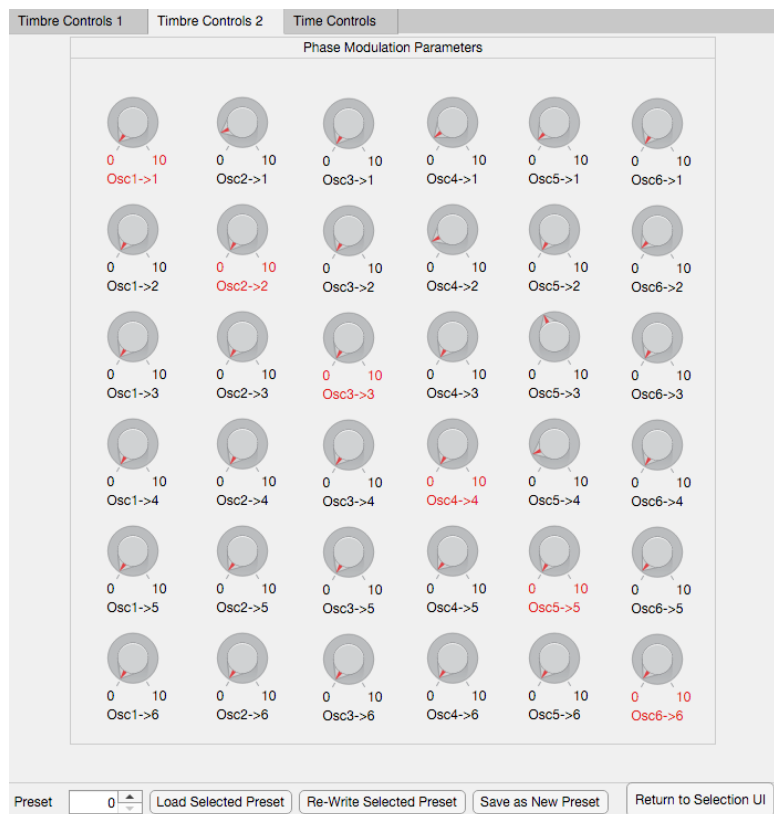 Timbre Controls 1 Timbre Controls 2 Time Controls
Phase Modulation Parameters
0 10 0 10 0 10 0 10 0 10 0 10
Osc1->1 Osc2->1 Osc3->1 Osc4->1 Osc5->1 Osc6->1
0 10 0 10 0 10 0 10 0 10 0 10
Osc1->2 Osc2->2 Osc3->2 Osc4->2 Osc5->2 Osc6->2
0 10 0 10 0 10 0 10 0 10 0 10
Osc1->3 Osc2->3 Osc3->3 Osc4->3 Osc5->3 Osc6->3
0 10 0 10 0 10 0 10 0 10 0 10
Osc1->4 Osc2->4 Osc3->4 Osc4->4 Osc5->4 Osc6->4
0 10 0 10 0 10 0 10 0 10 0 10
Osc1->5 Osc2->5 Osc3->5 Osc4->5 Osc5->5 Osc6->5
0 10 0 10 0 10 0 10 0 10 0 10
Osc1->6 Osc2->6 Osc3->6 Osc4->6 Osc5->6 Osc6->6
Preset 0 Load Selected Preset Re-Write Selected Preset Save as New Preset Return to Selection UI